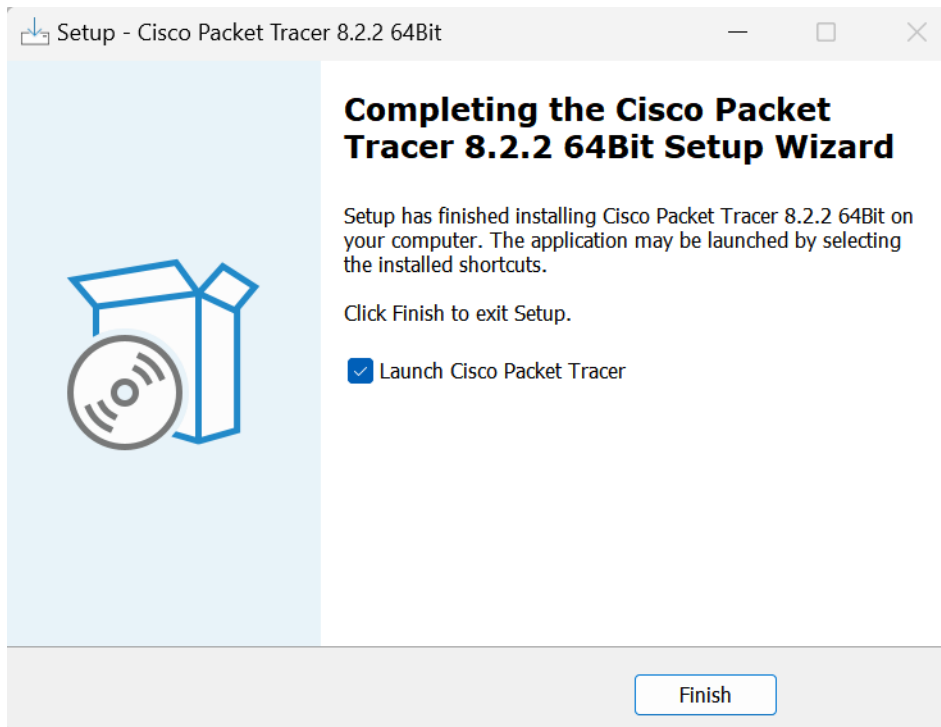 Setup - Cisco Packet Tracer 8.2.2 64Bit
Completing the Cisco Packet
Tracer 8.2.2 64Bit Setup Wizard
Setup has finished installing Cisco Packet Tracer 8.2.2 64Bit on
your computer. The application may be launched by selecting
the installed shortcuts.
Click Finish to exit Setup.
Launch Cisco Packet Tracer
Finish